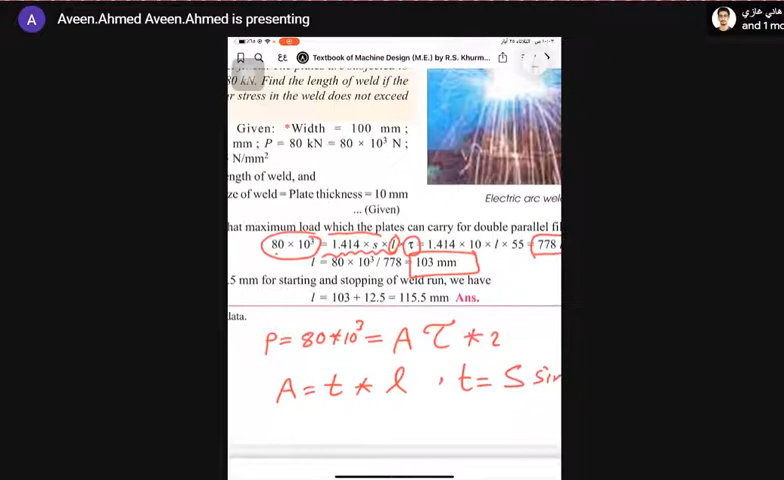 A Aveen.Ahmed Aveen.Ahmed is presenting
هاني غازي
and 1 mo
Textbook of Machine Design (M.E.) by R.S. Khurm...
80 kN. Find the length of weld if the
r stress in the weld does not exceed
Given: *Width = 100 mm ;
mm ; P = 80 kN = 80 × 10³ N ;
N/mm²
ngth of weld, and
ze of weld = Plate thickness = 10 mm
... (Given)
Electric arc wel
hat maximum load which the plates can carry for double parallel fil
80 × 10³ = 1.414 × s × l × τ = 1.414 × 10 × l × 55 = 778
l = 80 × 10³ / 778 = 103 mm
.5 mm for starting and stopping of weld run, we have
l = 103 + 12.5 = 115.5 mm Ans.
data.
P = 80 * 10³ = A τ * 2
A = t * l , t = S sin